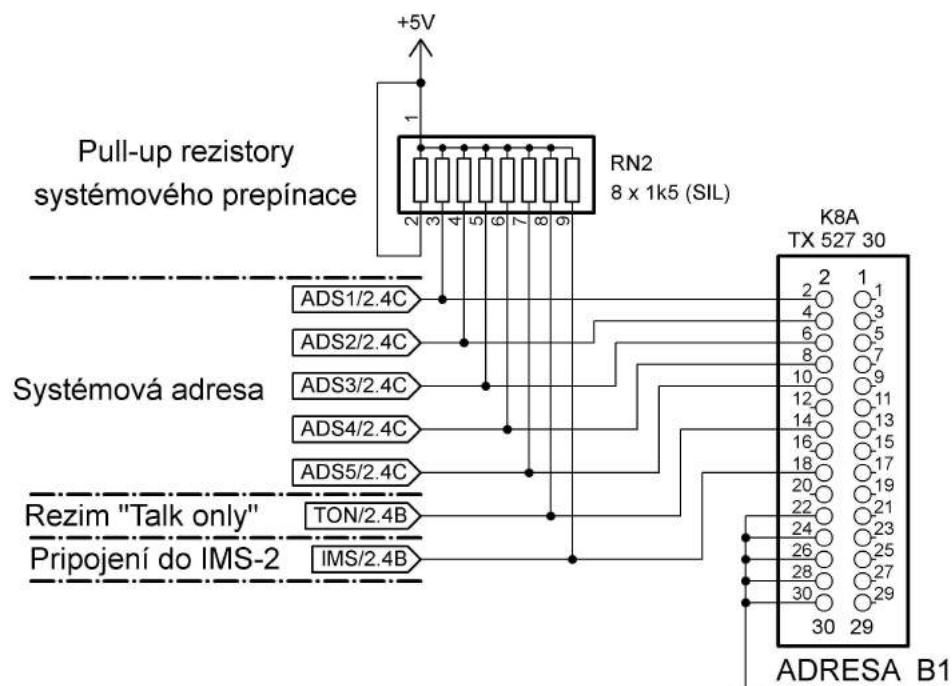 +5V
1
Pull-up rezistory
systémového prepínace
RN2
8 x 1k5 (SIL)
2 3 4 5 6 7 8 9
K8A
TX 527 30
2 1
ADS1/2.4C
2 1
4 3
ADS2/2.4C
6 5
8 7
Systémová adresa
ADS3/2.4C
10 9
12 11
ADS4/2.4C
14 13
16 15
ADS5/2.4C
18 17
20 19
Rezim "Talk only"
TON/2.4B
22 21
24 23
Pripojení do IMS-2
IMS/2.4B
26 25
28 27
30 29
30 29
ADRESA B1